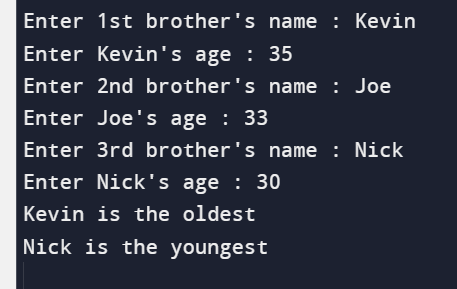 Enter 1st brother's name : Kevin
Enter Kevin's age : 35
Enter 2nd brother's name : Joe
Enter Joe's age : 33
Enter 3rd brother's name : Nick
Enter Nick's age : 30
Kevin is the oldest
Nick is the youngest